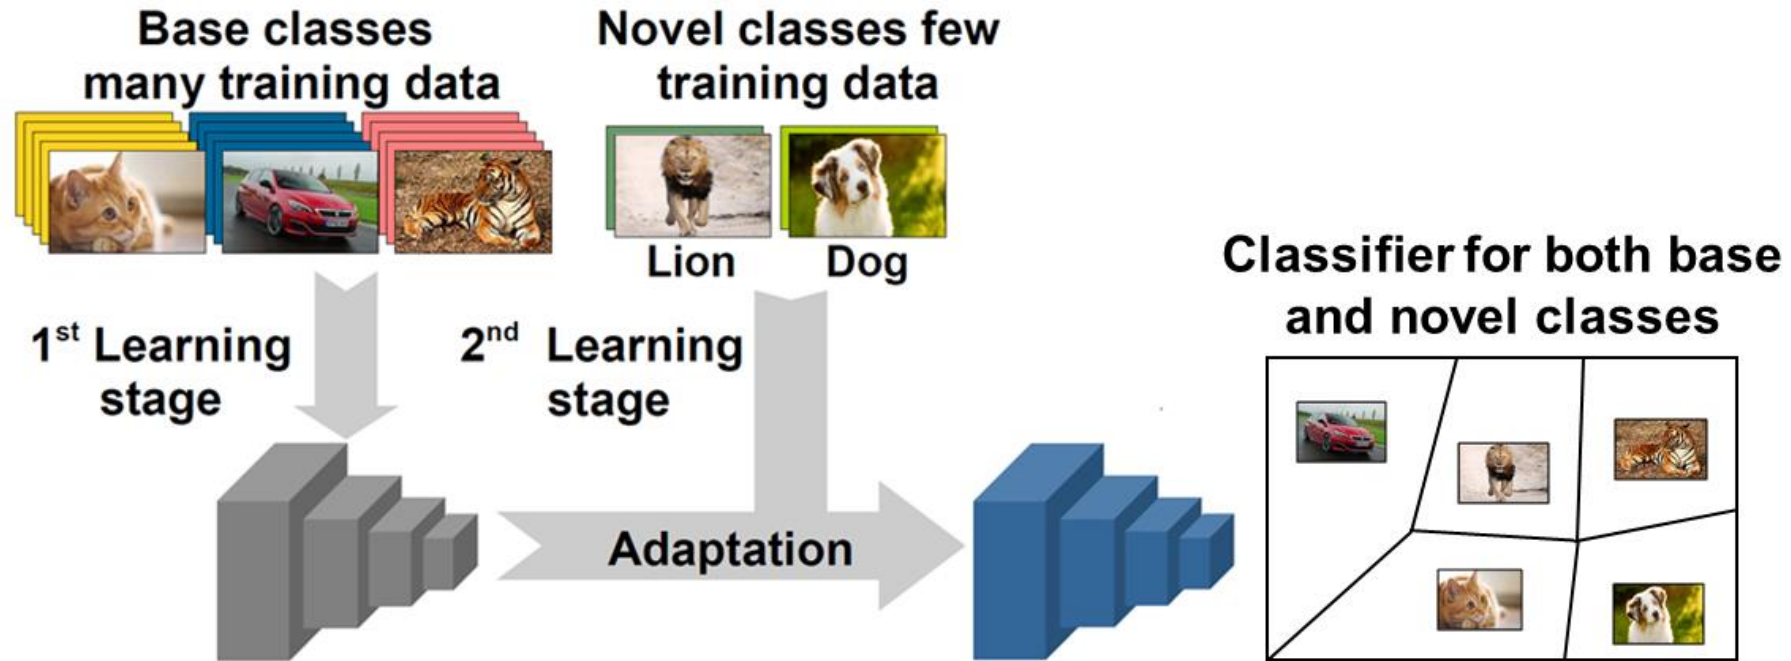 Base classes
many training data
Novel classes few
training data
Lion
Dog
1st Learning
stage
2nd Learning
stage
Adaptation
Classifier for both base
and novel classes